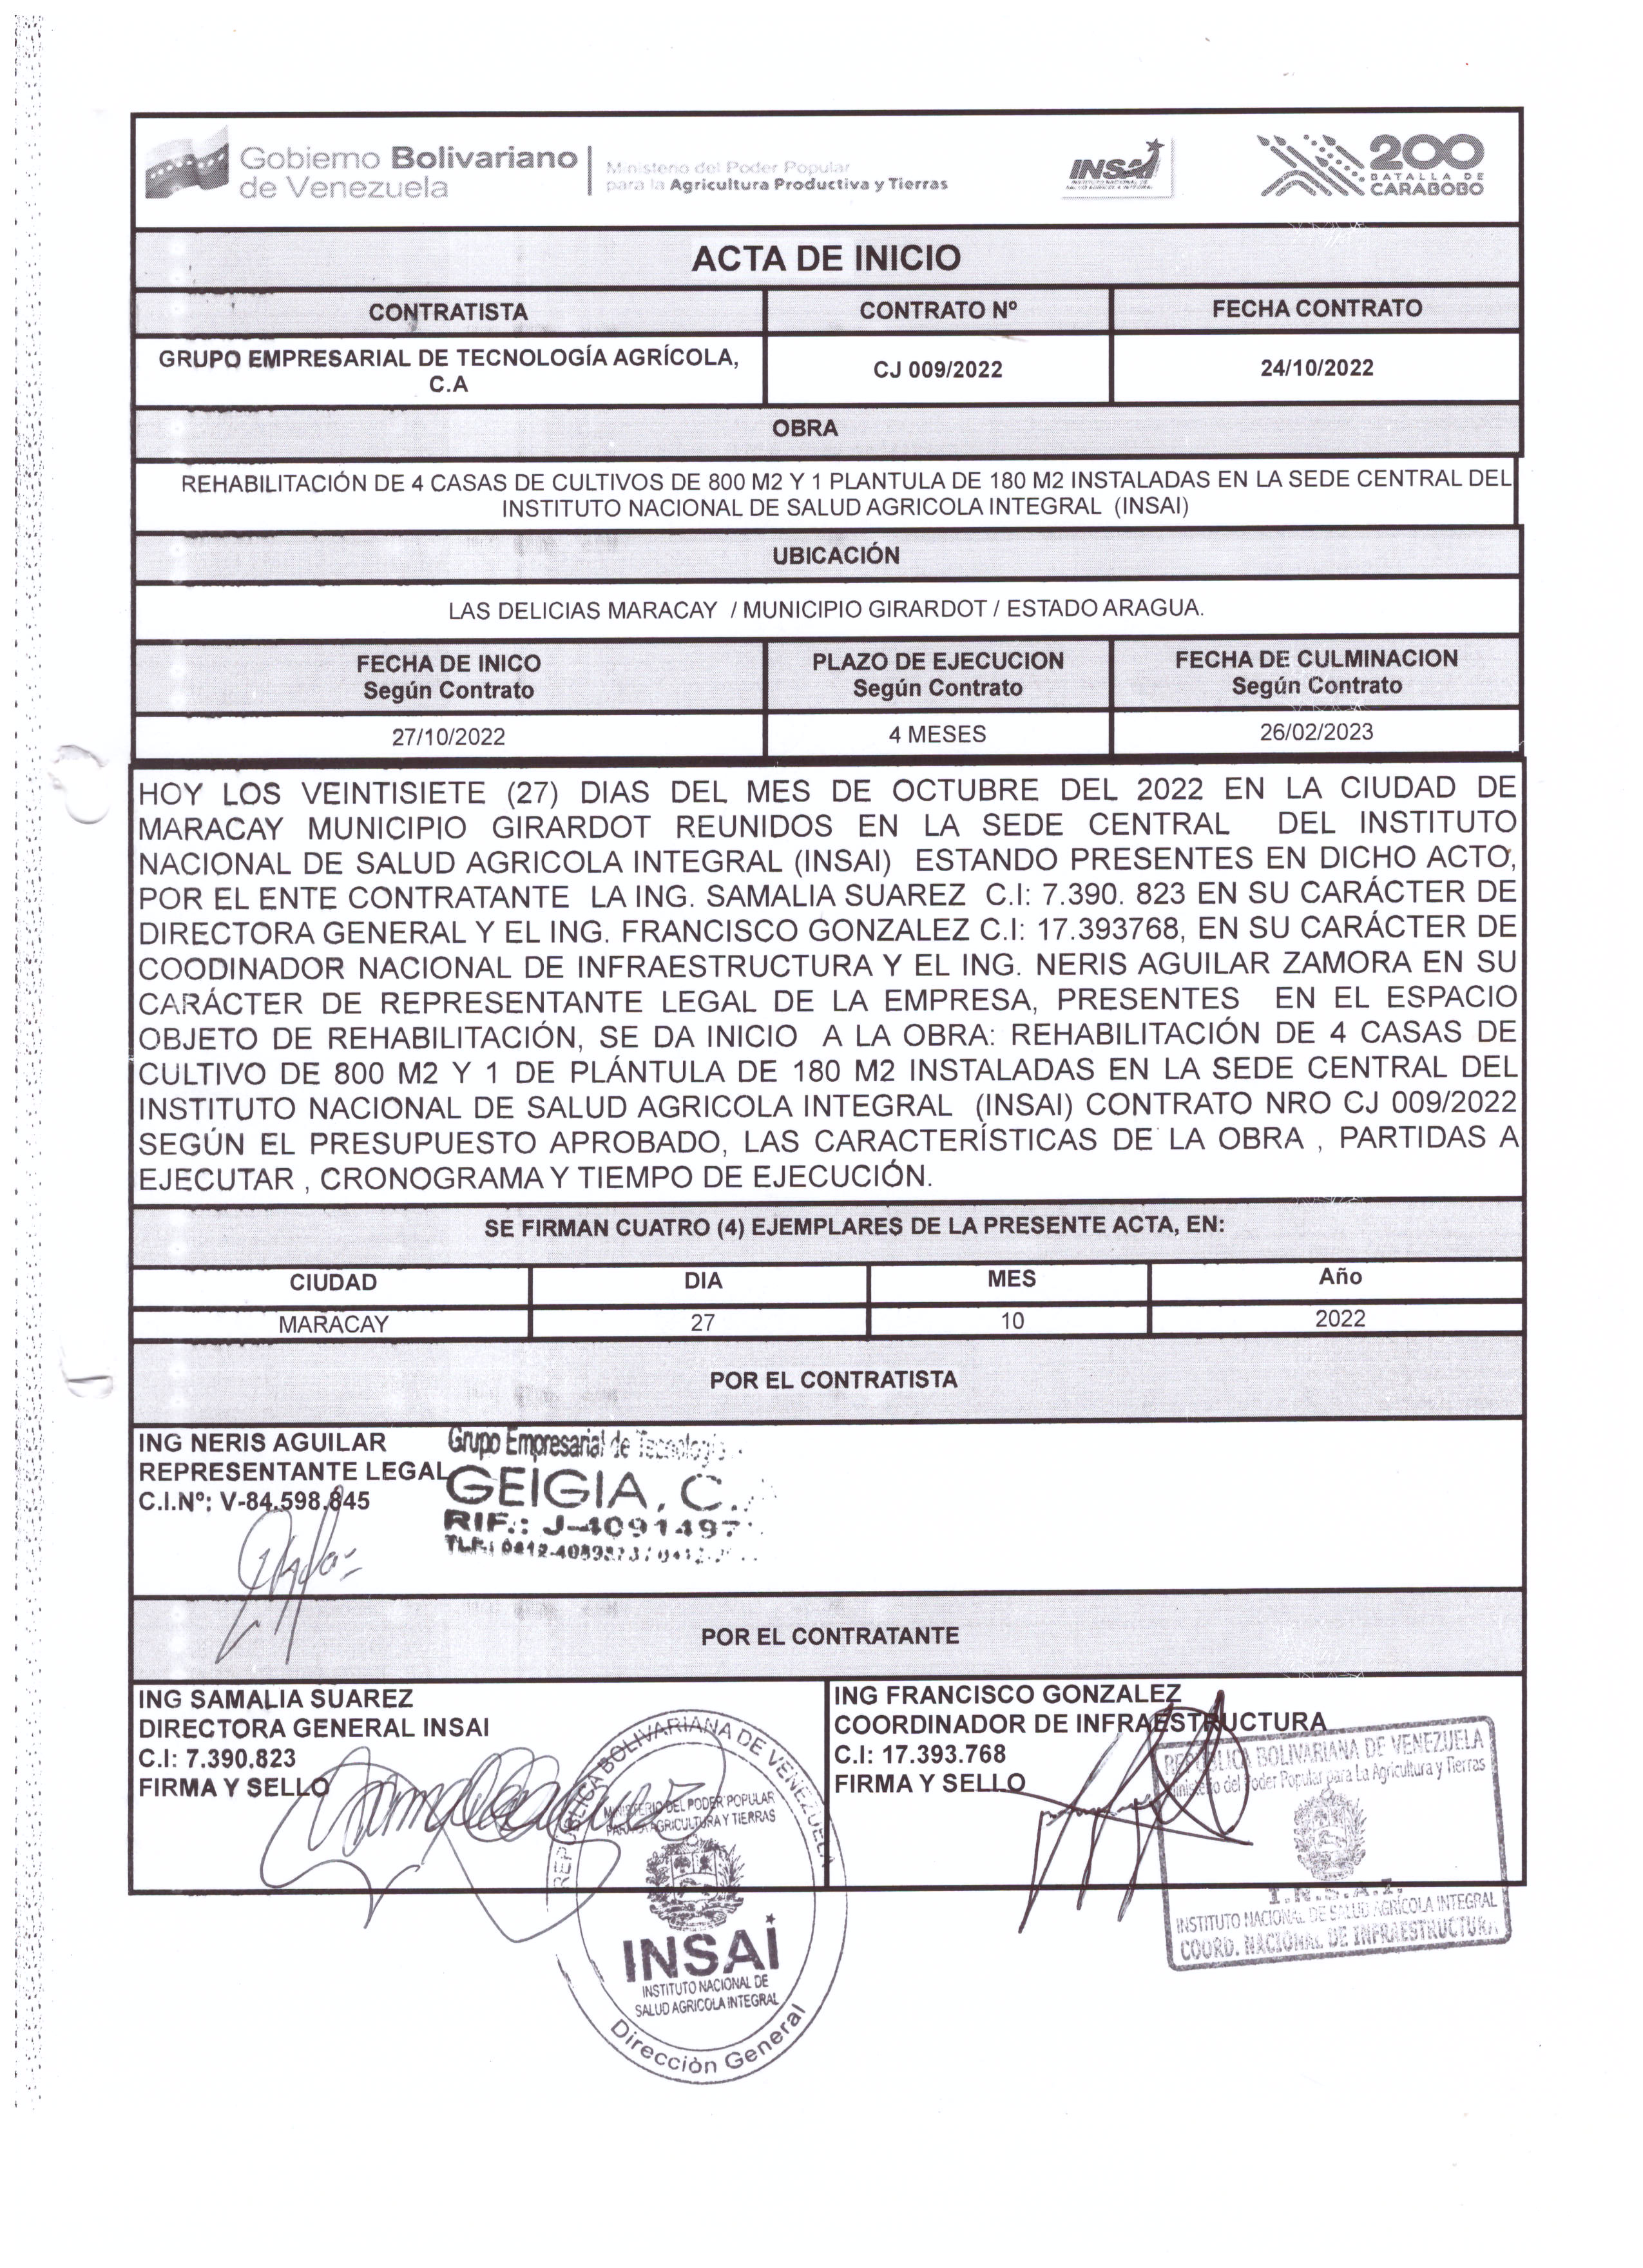 Gobierno Bolivariano
de Venezuela
Ministerio del Poder Popular
para la Agricultura Productiva y Tierras
INSAI
200
BATALLA DE
CARABOBO
ACTA DE INICIO
CONTRATISTA
CONTRATO Nº
FECHA CONTRATO
GRUPO EMPRESARIAL DE TECNOLOGÍA AGRÍCOLA,
C.A
CJ 009/2022
24/10/2022
OBRA
REHABILITACIÓN DE 4 CASAS DE CULTIVOS DE 800 M2 Y 1 PLANTULA DE 180 M2 INSTALADAS EN LA SEDE CENTRAL DEL
INSTITUTO NACIONAL DE SALUD AGRICOLA INTEGRAL (INSAI)
UBICACIÓN
LAS DELICIAS MARACAY / MUNICIPIO GIRARDOT / ESTADO ARAGUA.
FECHA DE INICO
Según Contrato
PLAZO DE EJECUCION
Según Contrato
FECHA DE CULMINACION
Según Contrato
27/10/2022
4 MESES
26/02/2023
HOY LOS VEINTISIETE (27) DIAS DEL MES DE OCTUBRE DEL 2022 EN LA CIUDAD DE
MARACAY MUNICIPIO GIRARDOT REUNIDOS EN LA SEDE CENTRAL DEL INSTITUTO
NACIONAL DE SALUD AGRICOLA INTEGRAL (INSAI) ESTANDO PRESENTES EN DICHO ACTO,
POR EL ENTE CONTRATANTE LA ING. SAMALIA SUAREZ C.I: 7.390. 823 EN SU CARÁCTER DE
DIRECTORA GENERAL Y EL ING. FRANCISCO GONZALEZ C.I: 17.393768, EN SU CARÁCTER DE
COODINADOR NACIONAL DE INFRAESTRUCTURA Y EL ING. NERIS AGUILAR ZAMORA EN SU
CARÁCTER DE REPRESENTANTE LEGAL DE LA EMPRESA, PRESENTES EN EL ESPACIO
OBJETO DE REHABILITACIÓN, SE DA INICIO A LA OBRA: REHABILITACIÓN DE 4 CASAS DE
CULTIVO DE 800 M2 Y 1 DE PLÁNTULA DE 180 M2 INSTALADAS EN LA SEDE CENTRAL DEL
INSTITUTO NACIONAL DE SALUD AGRICOLA INTEGRAL (INSAI) CONTRATO NRO CJ 009/2022
SEGÚN EL PRESUPUESTO APROBADO, LAS CARACTERÍSTICAS DE LA OBRA , PARTIDAS A
EJECUTAR , CRONOGRAMA Y TIEMPO DE EJECUCIÓN.
SE FIRMAN CUATRO (4) EJEMPLARES DE LA PRESENTE ACTA, EN:
CIUDAD
DIA
MES
Año
MARACAY
27
10
2022
POR EL CONTRATISTA
ING NERIS AGUILAR
REPRESENTANTE LEGAL
C.I.Nº: V-84.598.845
Grupo Empresarial de Tecnologí
GEIGIA, C.
RIF.: J-4091497
POR EL CONTRATANTE
ING SAMALIA SUAREZ
DIRECTORA GENERAL INSAI
C.I: 7.390.823
FIRMA Y SELLO
REPÚBLICA BOLIVARIANA DE VENEZUELA
MINISTERIO DEL PODER POPULAR
PARA LA AGRICULTURA Y TIERRAS
INSAI
INSTITUTO NACIONAL DE
SALUD AGRICOLA INTEGRAL
Dirección General
ING FRANCISCO GONZALEZ
COORDINADOR DE INFRAESTRUCTURA
C.I: 17.393.768
FIRMA Y SELLO
REPÚBLICA BOLIVARIANA DE VENEZUELA
Ministerio del Poder Popular para La Agricultura y Tierras
I.N.S.A.I.
INSTITUTO NACIONAL DE SALUD AGRÍCOLA INTEGRAL
COORD. NACIONAL DE INFRAESTRUCTURA